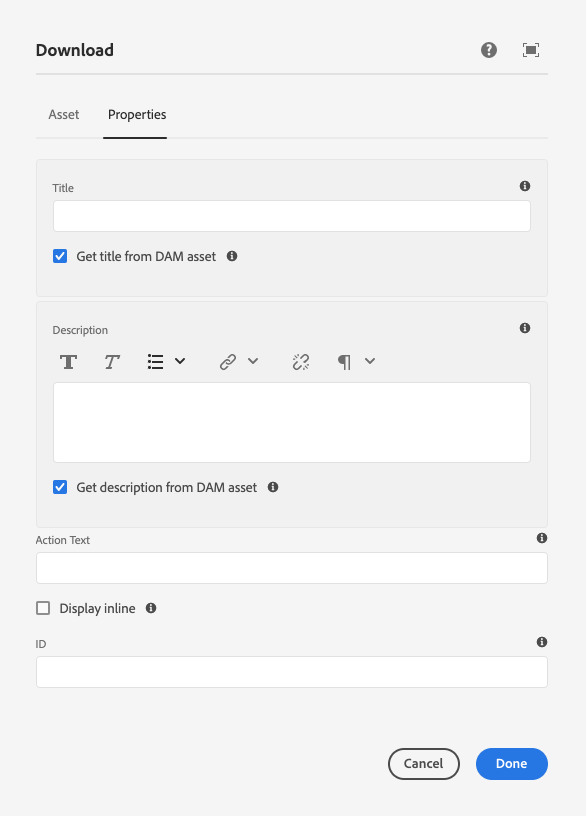 Download
Asset Properties
Title
Get title from DAM asset
Description
Get description from DAM asset
Action Text
Display inline
ID
Cancel Done